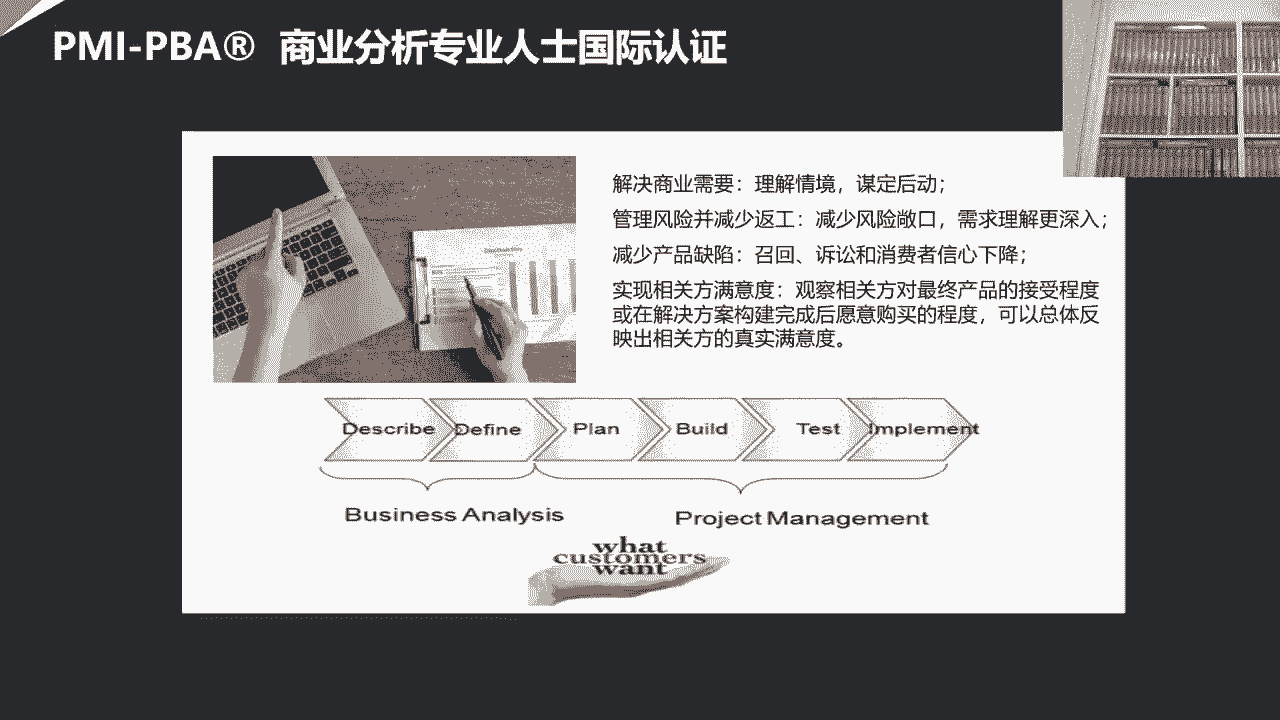 PMI-PBA® 商业分析专业人士国际认证
解决商业需要：理解情境，谋定后动；
管理风险并减少返工：减少风险敞口，需求理解更深入；
减少产品缺陷：召回、诉讼和消费者信心下降；
实现相关方满意度：观察相关方对最终产品的接受程度
或在解决方案构建完成后愿意购买的程度，可以总体反
映出相关方的真实满意度。
Describe Define Plan Build Test Implement
Business Analysis Project Management
what
customers
want